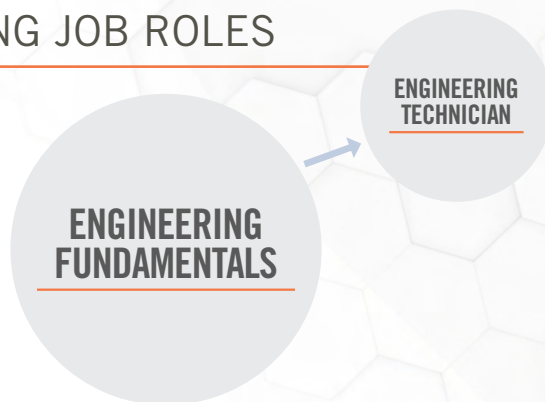 NG JOB ROLES
ENGINEERING
TECHNICIAN
ENGINEERING
FUNDAMENTALS